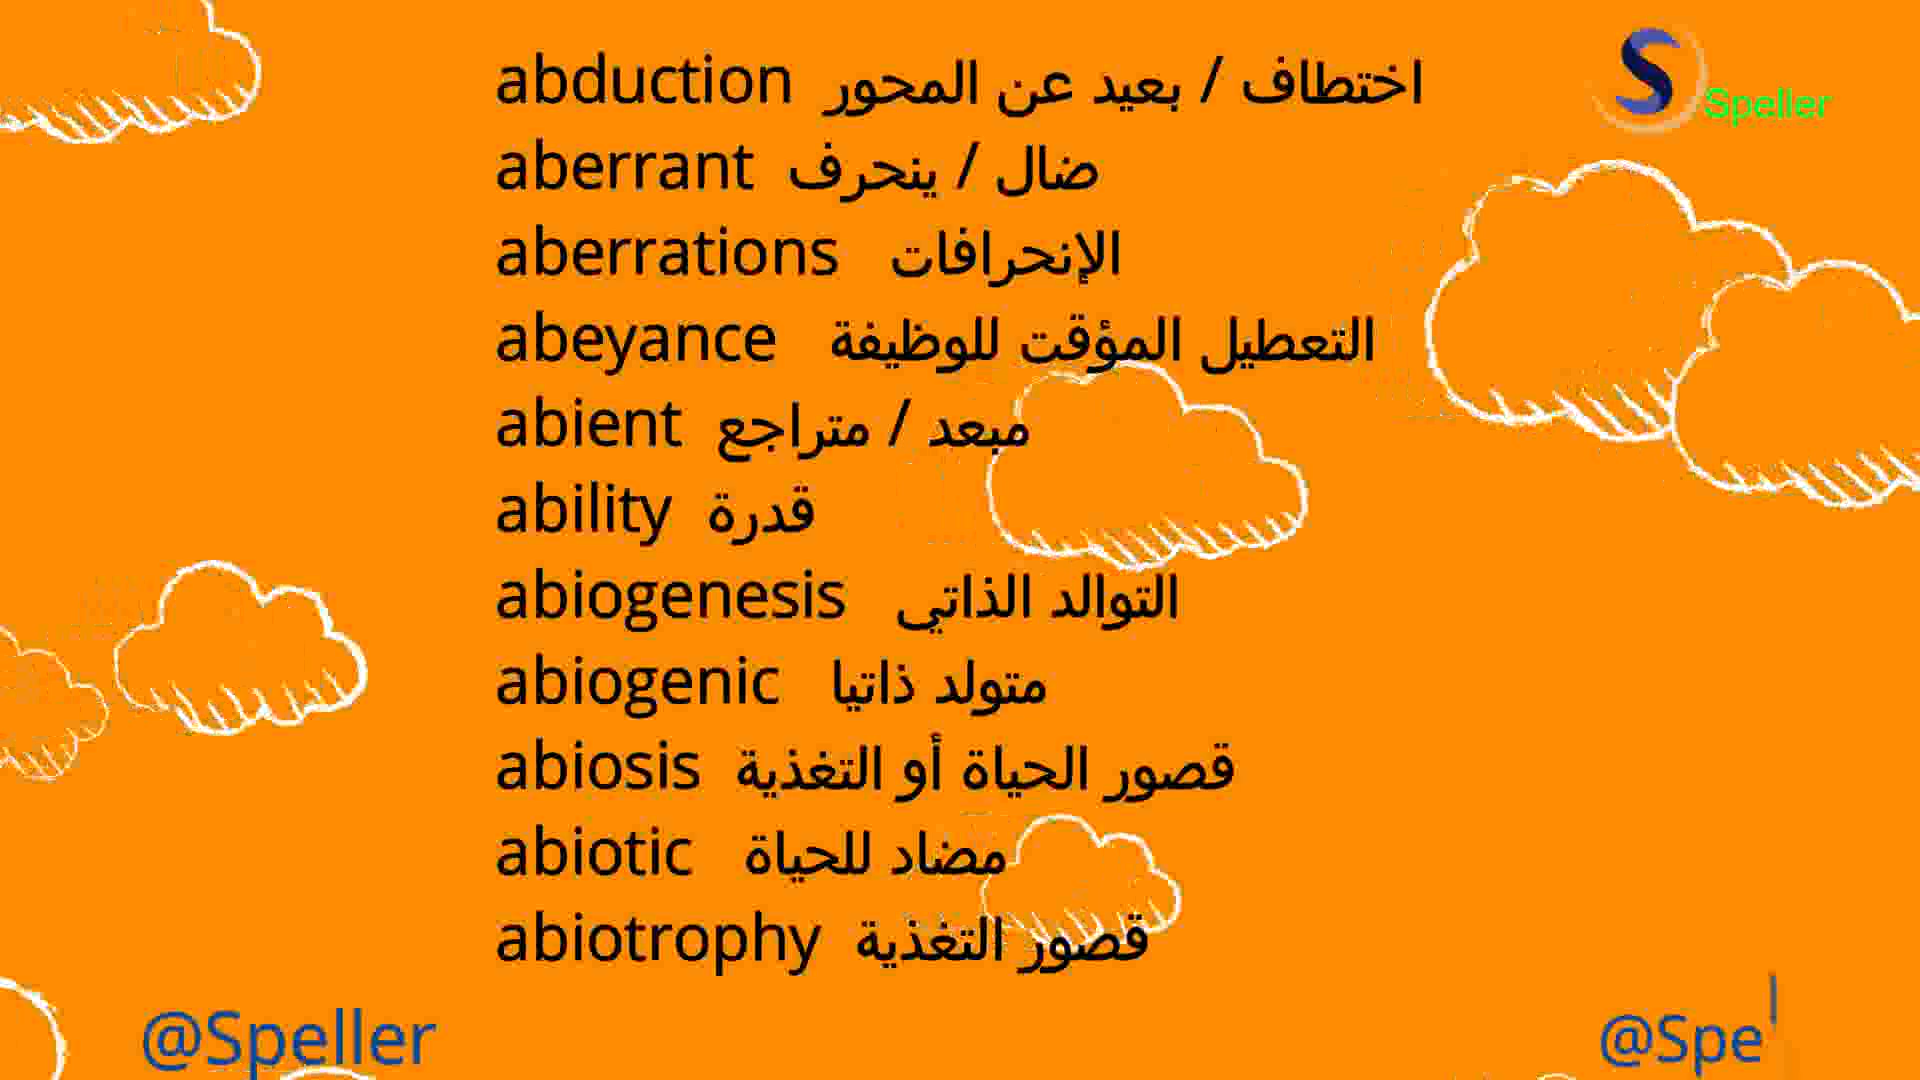 abduction اختطاف / بعيد عن المحور
Speller
aberrant ضال / ينحرف
aberrations الإنحرافات
abeyance التعطيل المؤقت للوظيفة
abient مبعد / متراجع
ability قدرة
abiogenesis التوالد الذاتي
abiogenic متولد ذاتيا
abiosis قصور الحياة أو التغذية
abiotic مضاد للحياة
abiotrophy قصور التغذية
@Speller
@Spe